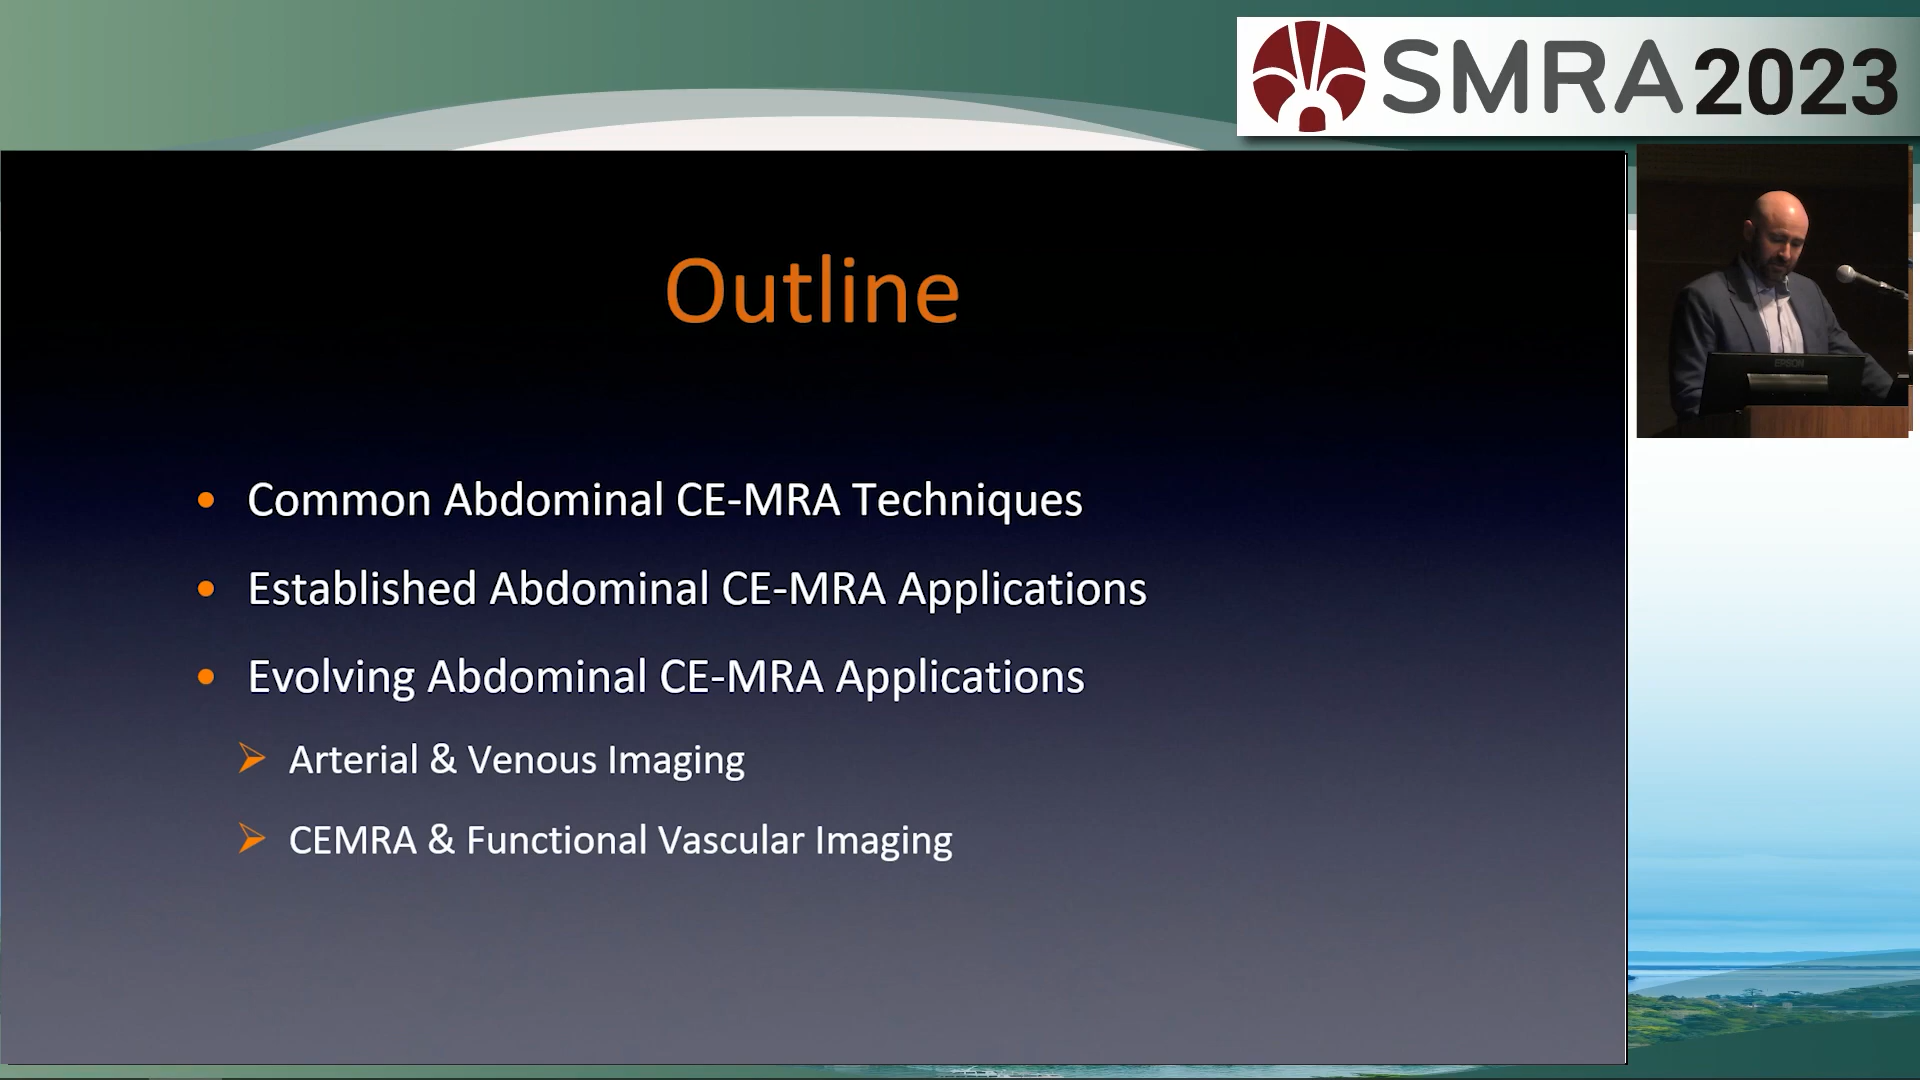 SMRA 2023
Outline
Common Abdominal CE-MRA Techniques
Established Abdominal CE-MRA Applications
Evolving Abdominal CE-MRA Applications
Arterial & Venous Imaging
CEMRA & Functional Vascular Imaging
EPSON